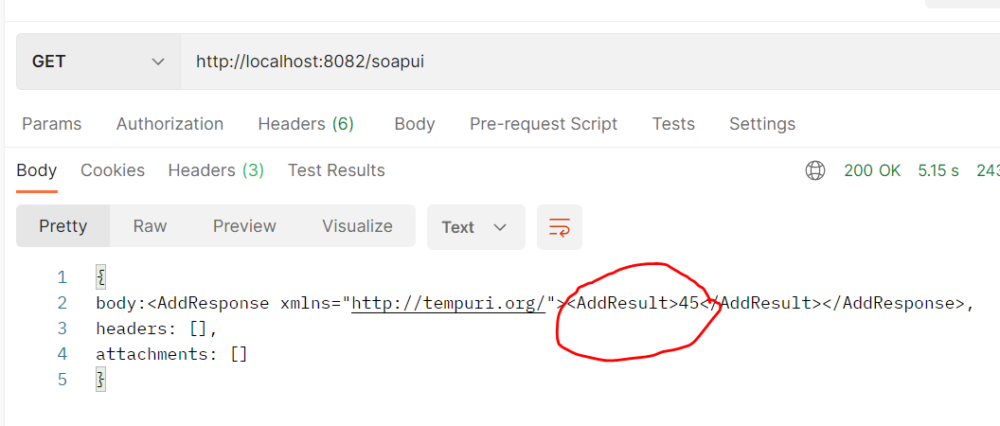 GET http://localhost:8082/soapui
Params Authorization Headers (6) Body Pre-request Script Tests Settings
Body Cookies Headers (3) Test Results 200 OK 5.15 s 243
Pretty Raw Preview Visualize Text
1 {
2 body:<AddResponse xmlns="http://tempuri.org/"><AddResult>45</AddResult></AddResponse>,
3 headers: [],
4 attachments: []
5 }